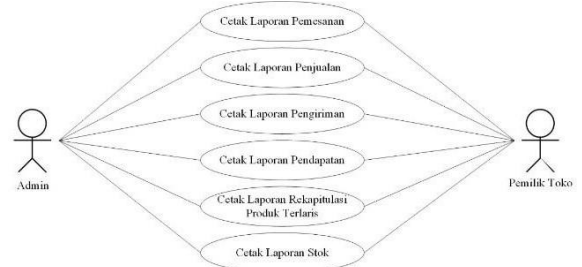 Cetak Laporan Pemesanan
Cetak Laporan Penjualan
Cetak Laporan Pengiriman
Cetak Laporan Pendapatan
Admin
Pemilik Toko
Cetak Laporan Rekapitulasi
Produk Terlaris
Cetak Laporan Stok